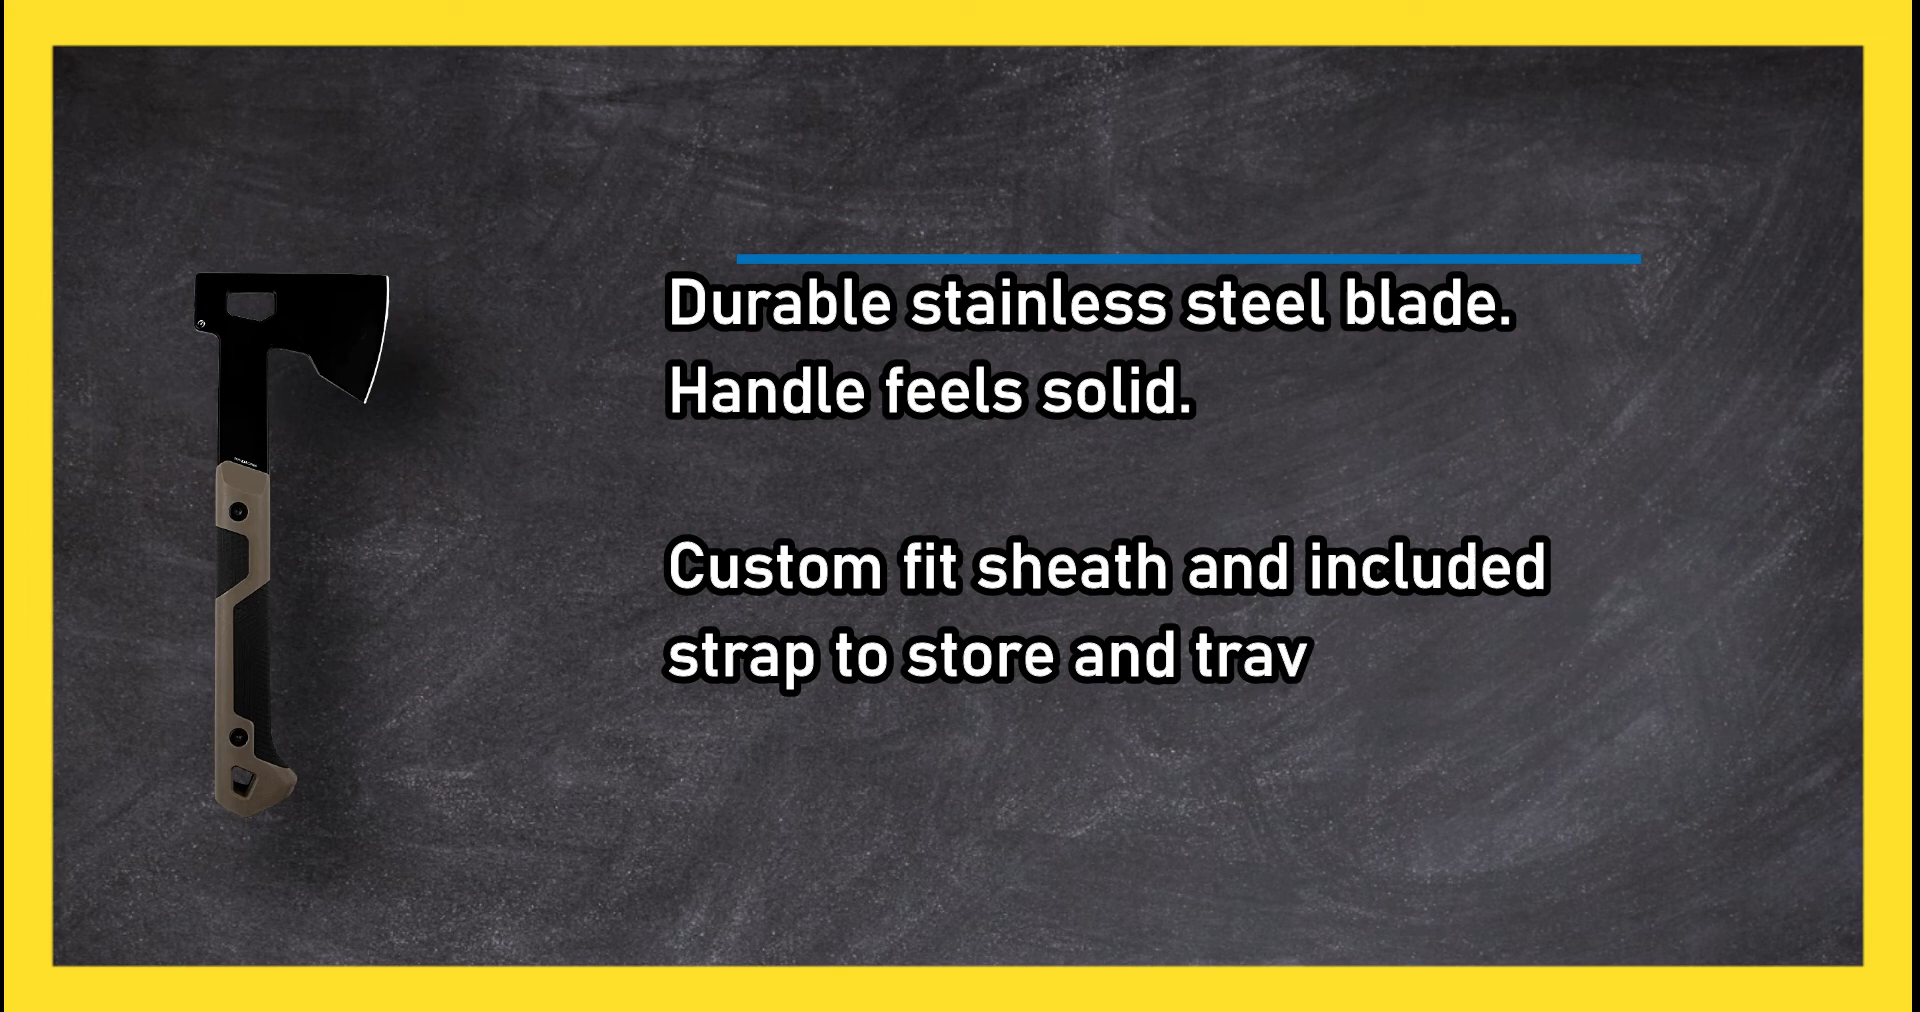 Durable stainless steel blade.
Handle feels solid.
Custom fit sheath and included
strap to store and trav